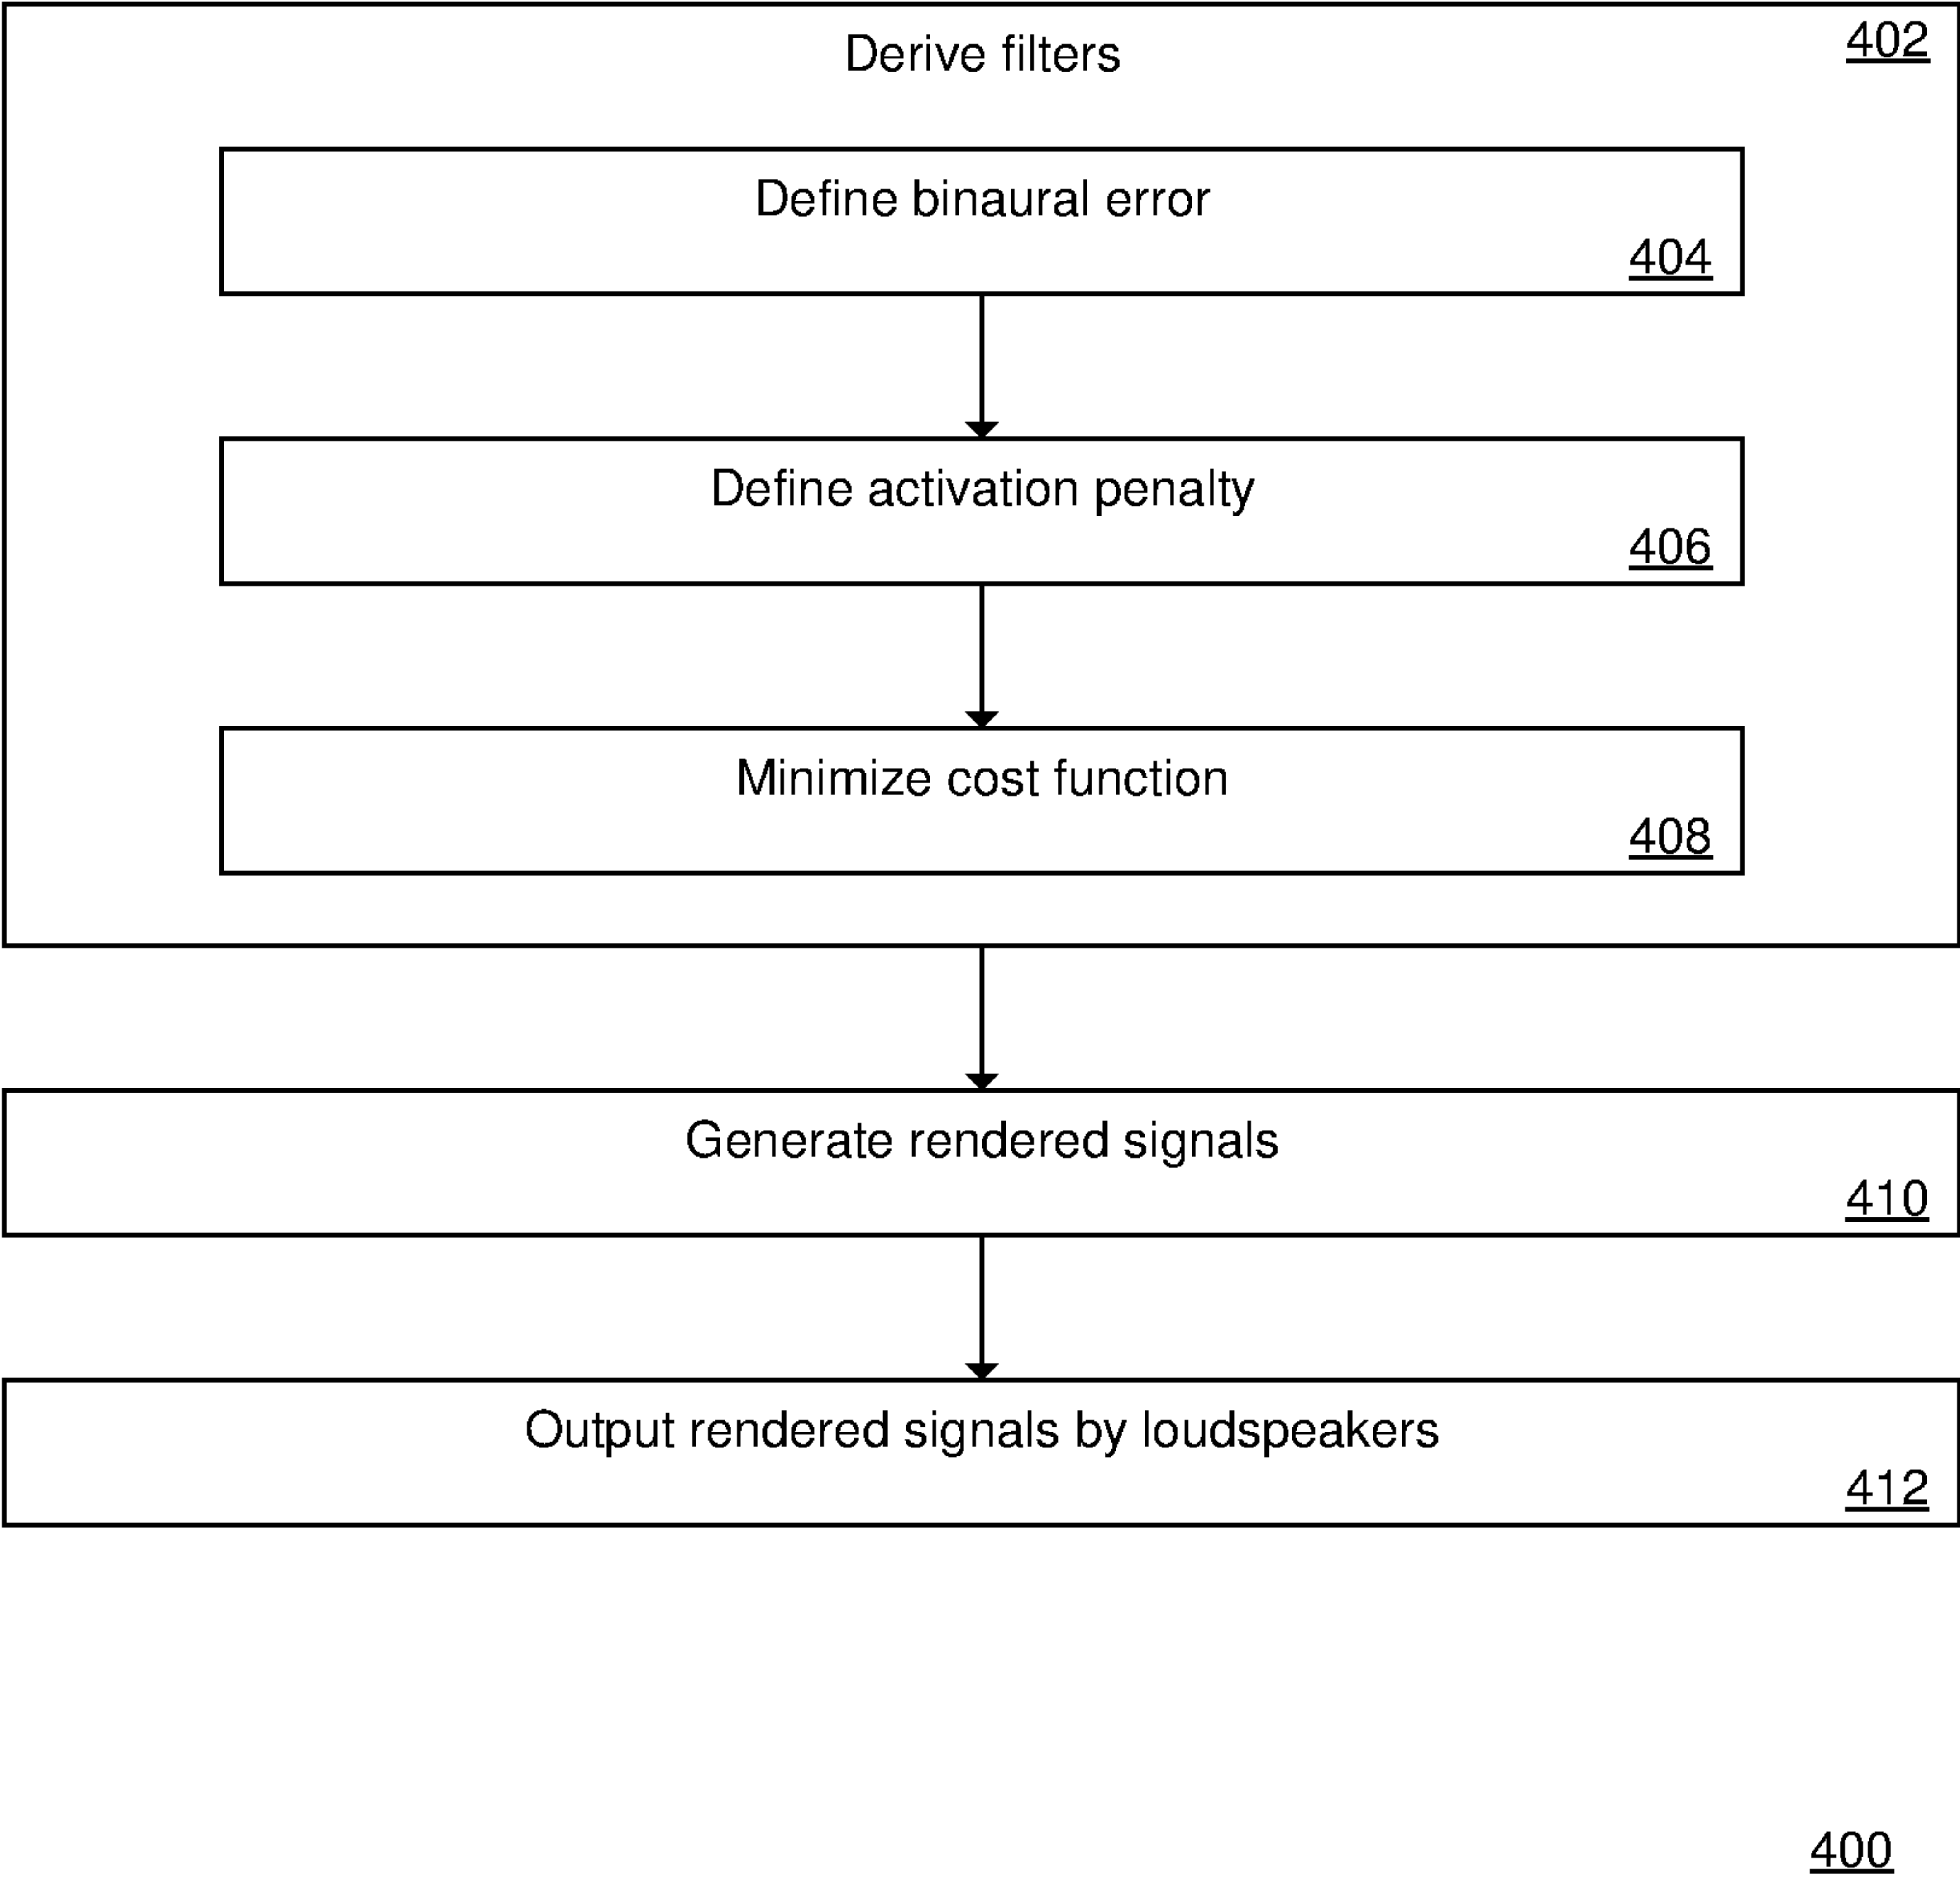 Derive filters
402
Define binaural error
404
Define activation penalty
406
Minimize cost function
408
Generate rendered signals
410
Output rendered signals by loudspeakers
412
400